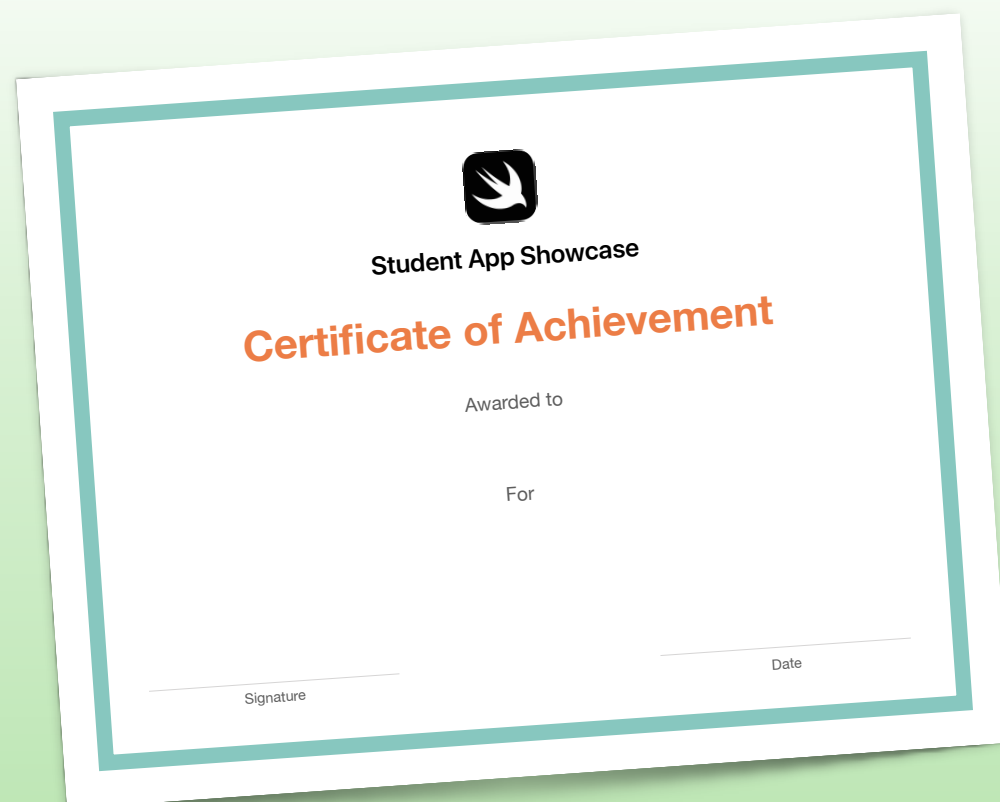 Student App Showcase
Certificate of Achievement
Awarded to
For
Signature
Date